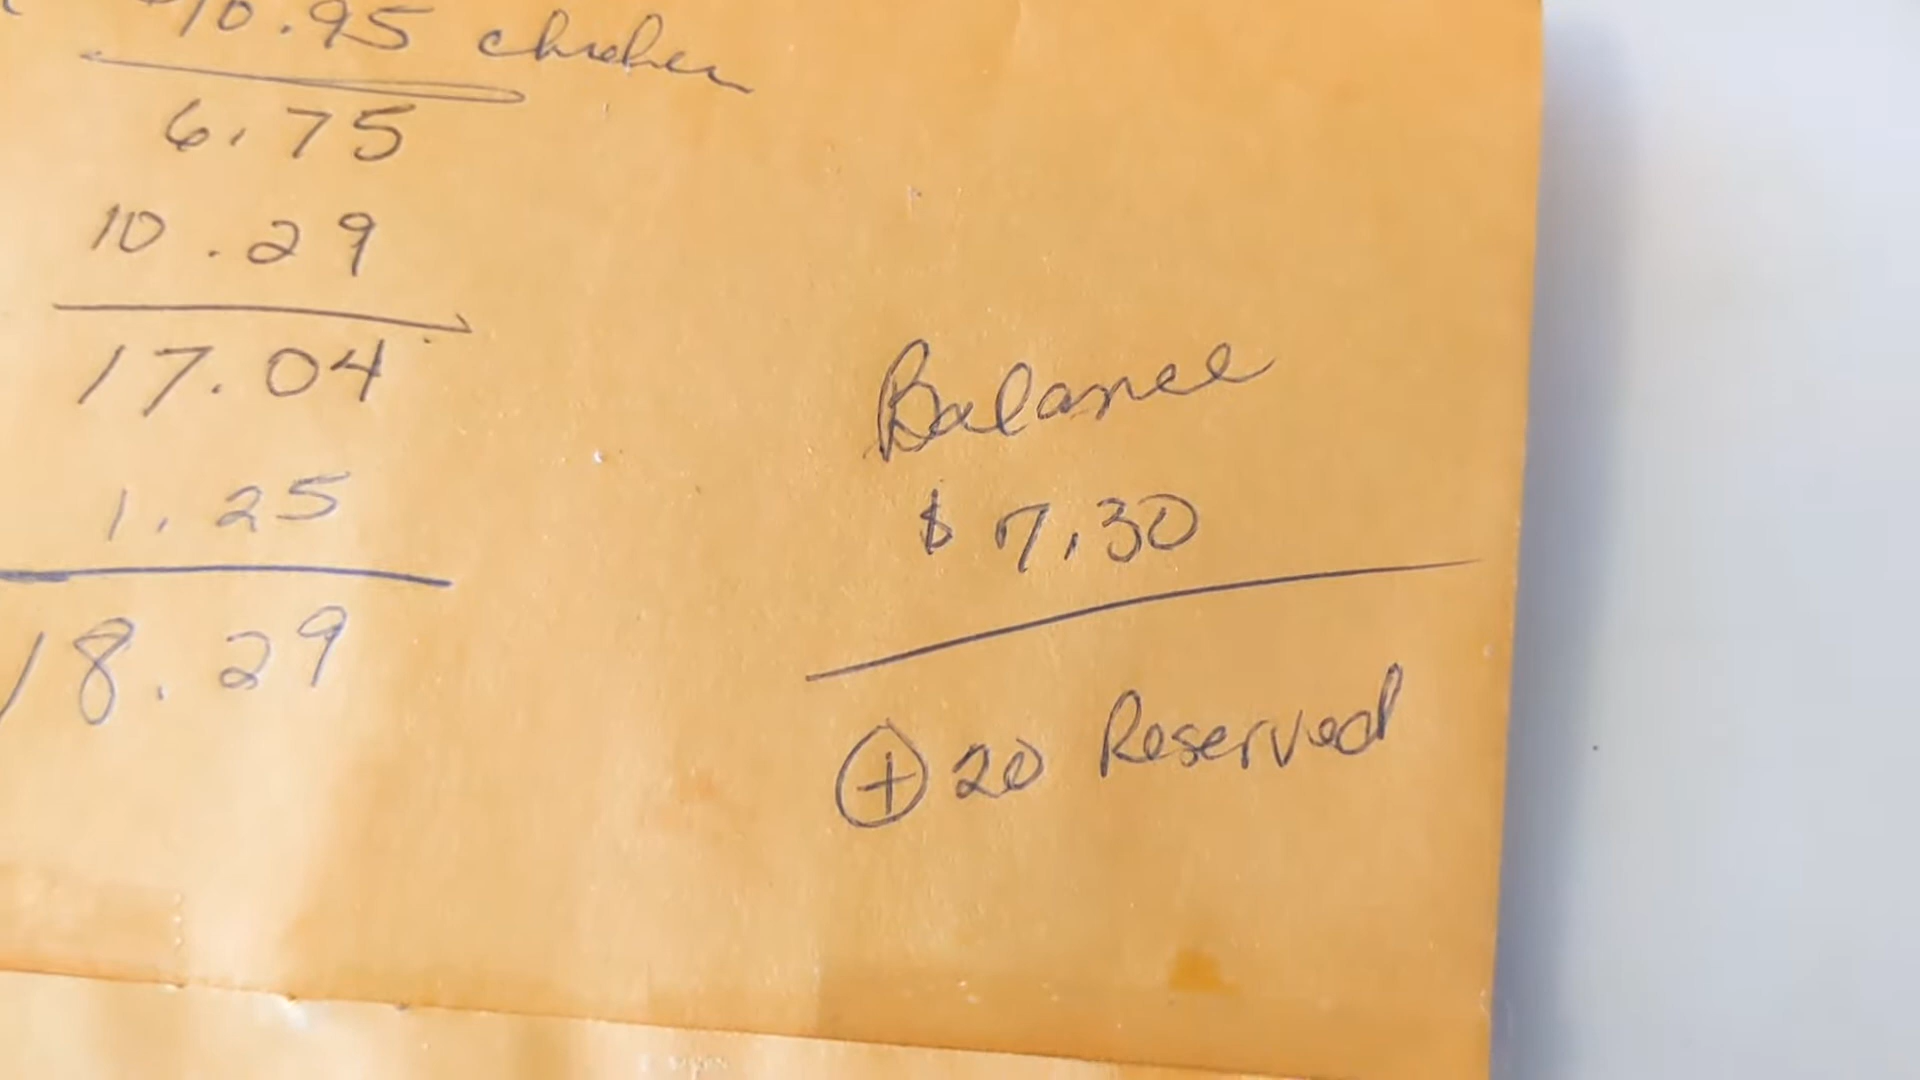 10.95 chicken
6.75
10.29
17.04
1.25
18.29
Balance
$7.30
+ 20 Reserved